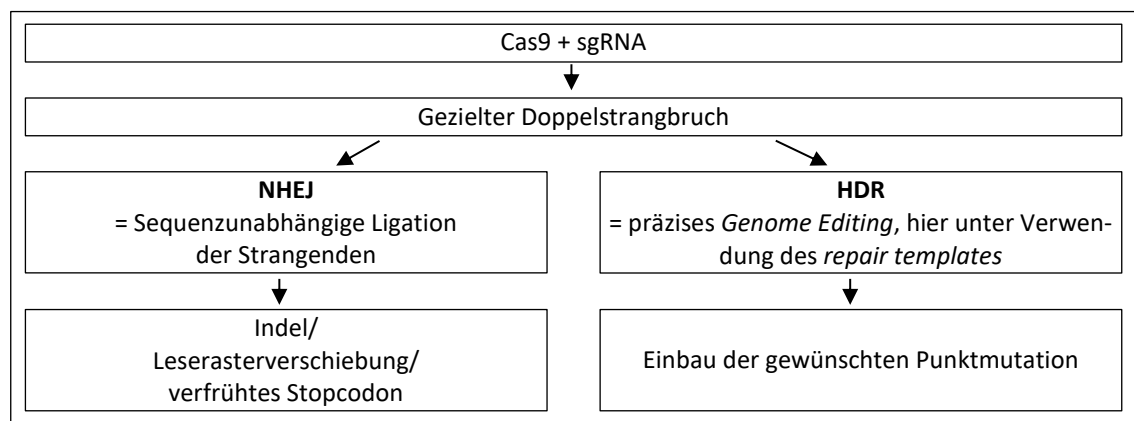 Cas9 + sgRNA
Gezielter Doppelstrangbruch
NHEJ
= Sequenzunabhängige Ligation
der Strangenden
HDR
= präzises Genome Editing, hier unter Verwen-
dung des repair templates
Indel/
Leserasterverschiebung/
verfrühtes Stopcodon
Einbau der gewünschten Punktmutation